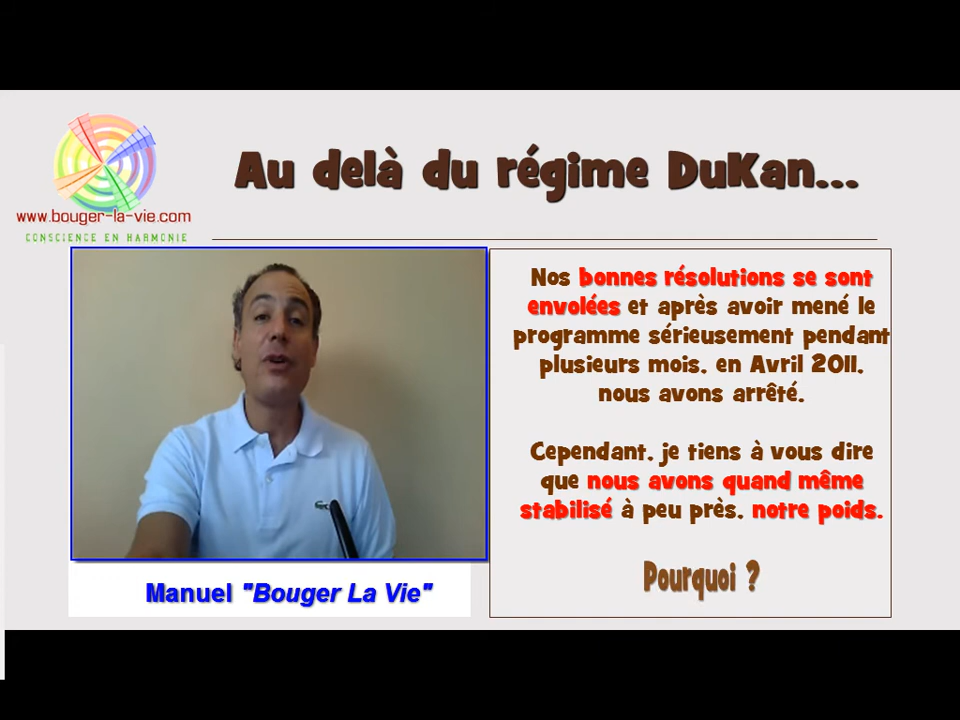 Au delà du régime DuKan...
www.bouger-la-vie.com
CONSCIENCE EN HARMONIE
Nos bonnes résolutions se sont
envolées et après avoir mené le
programme sérieusement pendant
plusieurs mois, en Avril 2011,
nous avons arrêté.
Cependant, je tiens à vous dire
que nous avons quand même
stabilisé à peu près, notre poids.
Pourquoi ?
Manuel "Bouger La Vie"